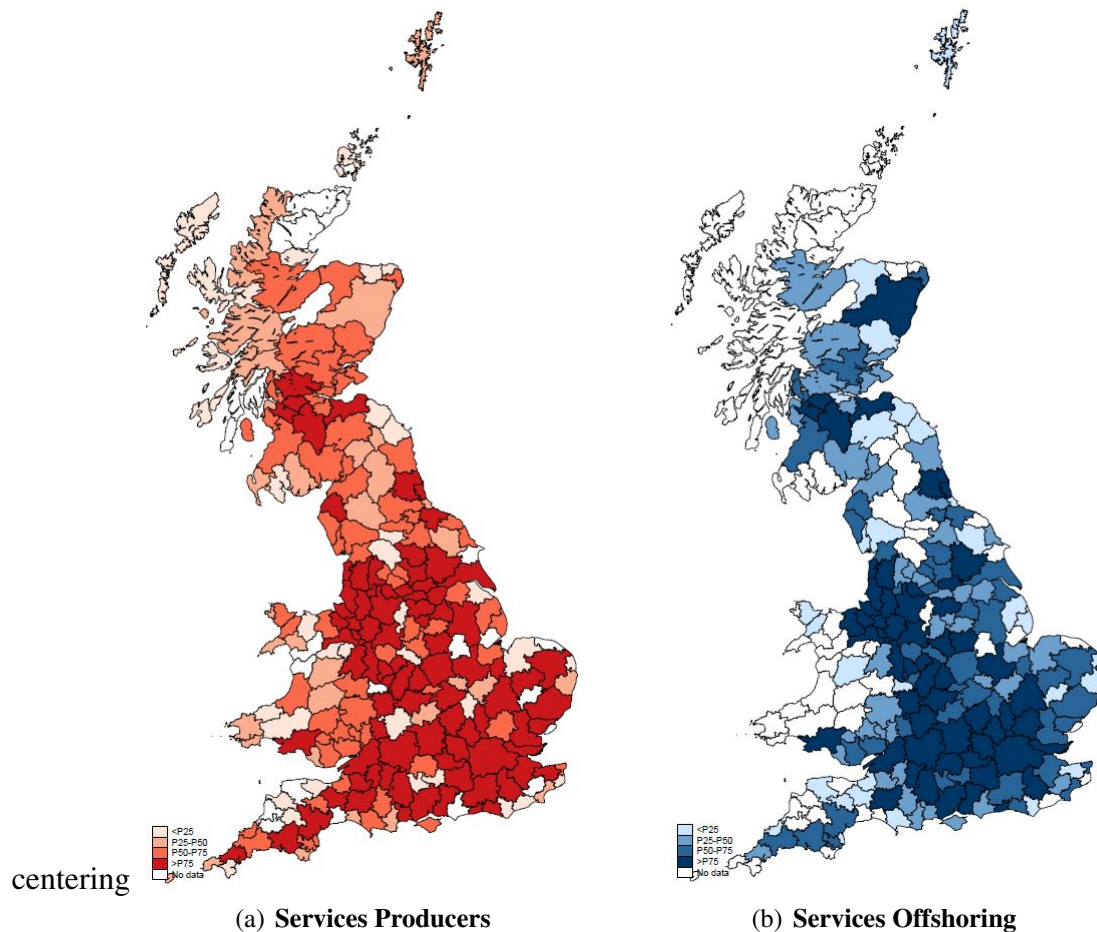 <P25
P25-P50
P50-P75
>P75
No data
<P25
P25-P50
P50-P75
>P75
No data
centering
(a) Services Producers
(b) Services Offshoring